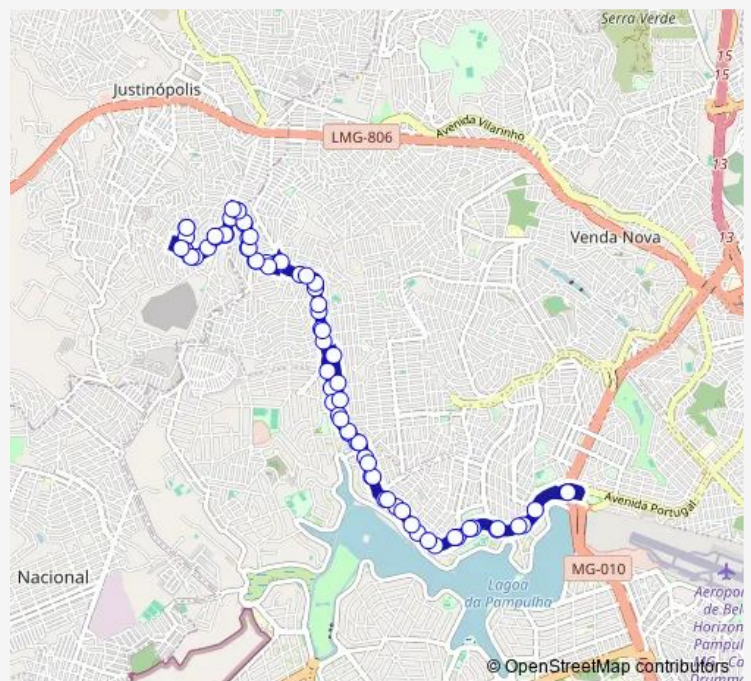 Serra Verde
15
15
Justinópolis
LMG-806
Avenida Vilarinho
13
13
Venda Nova
Avenida Portugal
Nacional
MG-010
Lagoa
da Pampulha
Aeropor
de Bel
Horizon
Pampul
© OpenStreetMap contributors